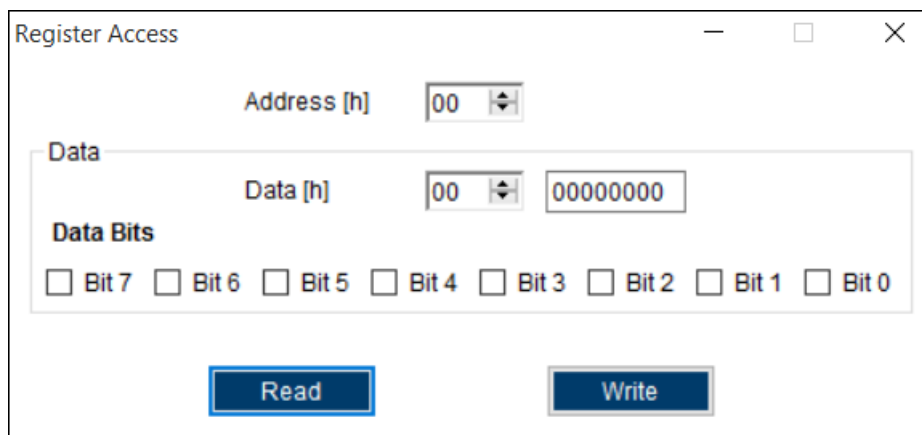 Register Access
Address [h] 00
Data
Data [h] 00 00000000
Data Bits
Bit 7 Bit 6 Bit 5 Bit 4 Bit 3 Bit 2 Bit 1 Bit 0
Read Write